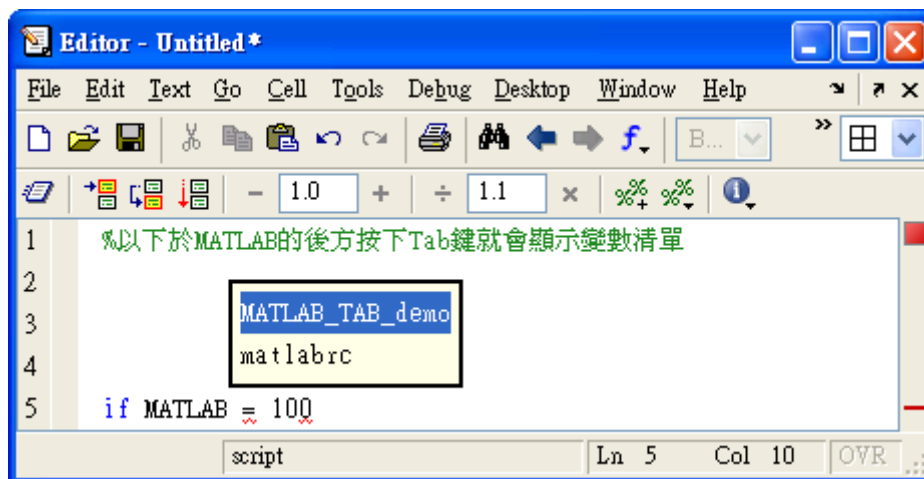 Editor - Untitled*
File Edit Text Go Cell Tools Debug Desktop Window Help
B... »
- 1.0 + ÷ 1.1 ×
1 %以下於MATLAB的後方按下Tab鍵就會顯示變數清單
2
MATLAB_TAB_demo
3
matlabrc
4
5 if MATLAB = 100
script Ln 5 Col 10 OVR